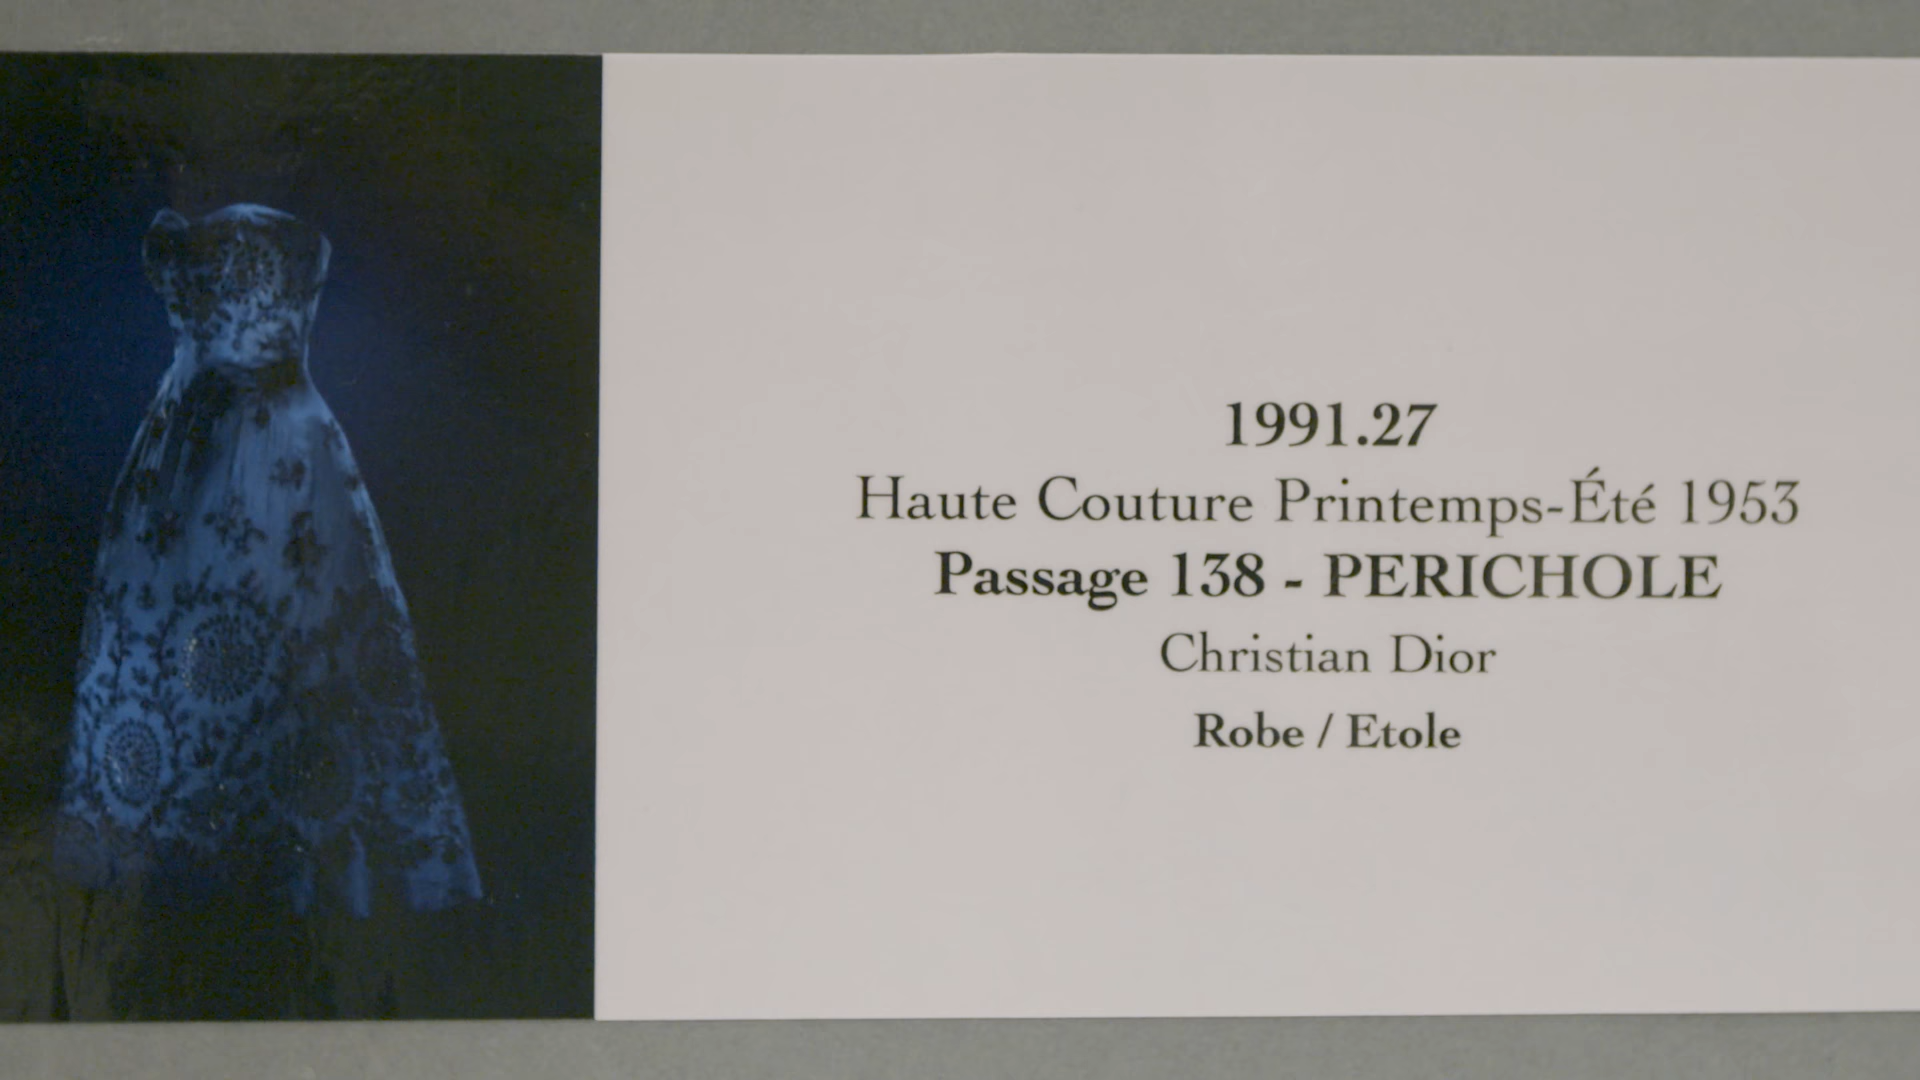 1991.27
Haute Couture Printemps-Été 1953
Passage 138 - PERICHOLE
Christian Dior
Robe / Etole